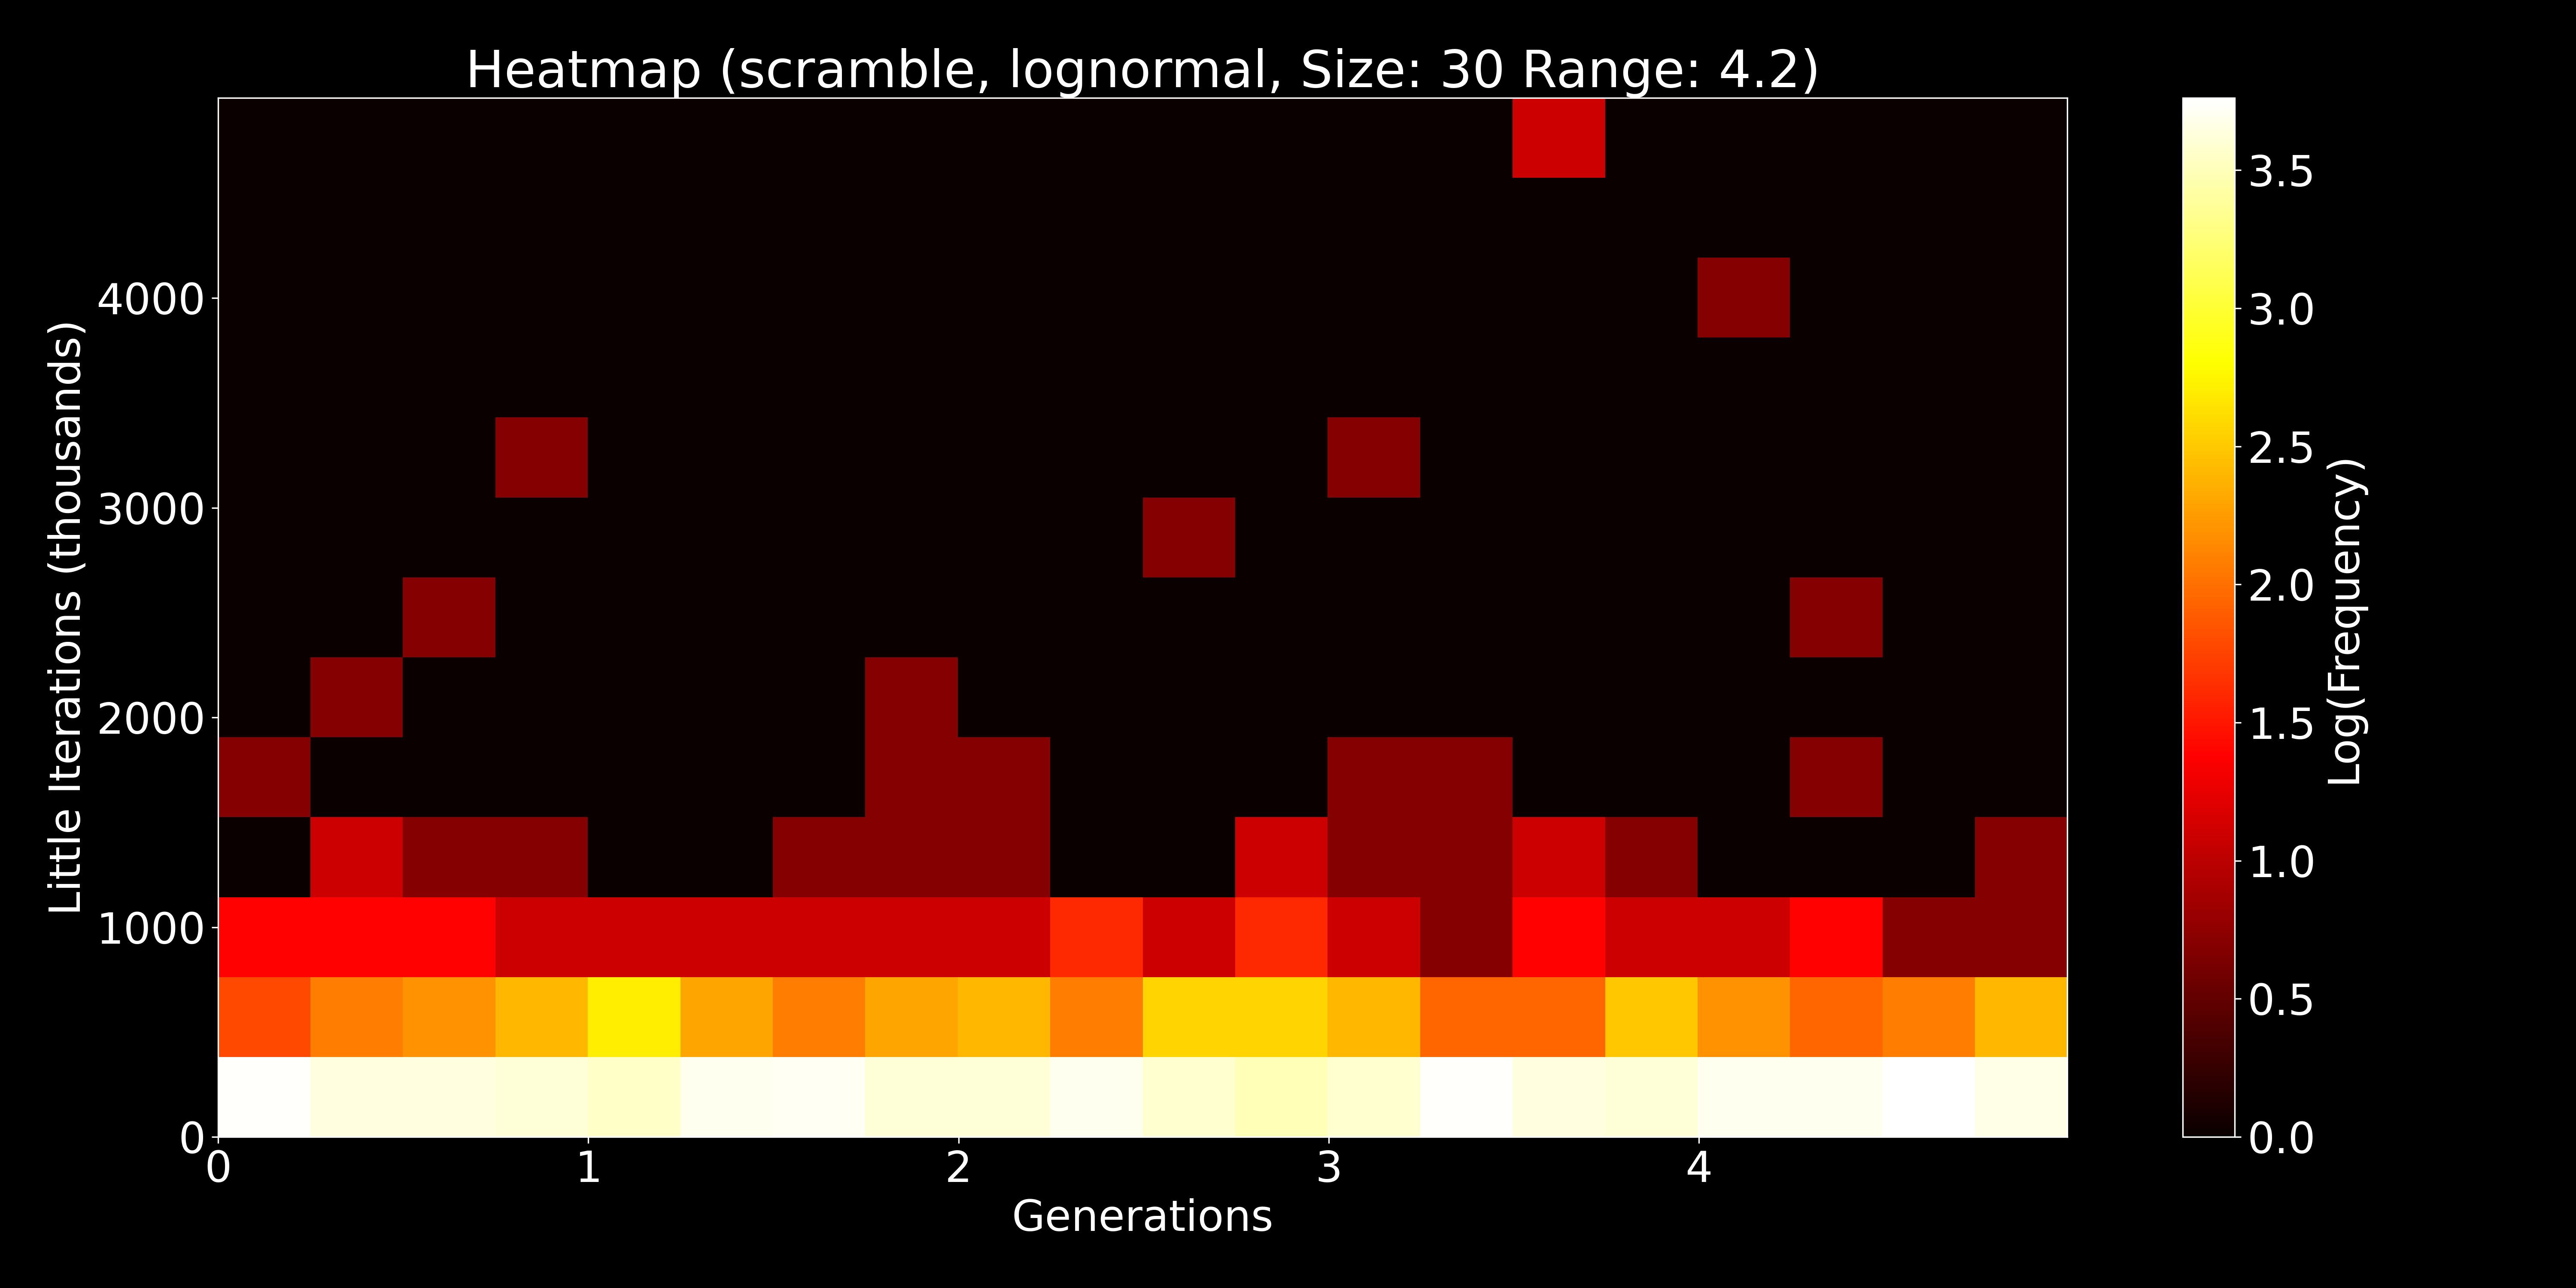 Heatmap (scramble, lognormal, Size: 30 Range: 4.2)
Little Iterations (thousands)
4000
3000
2000
1000
0
0 1 2 3 4
Generations
3.5
3.0
2.5
2.0
1.5
1.0
0.5
0.0
Log(Frequency)